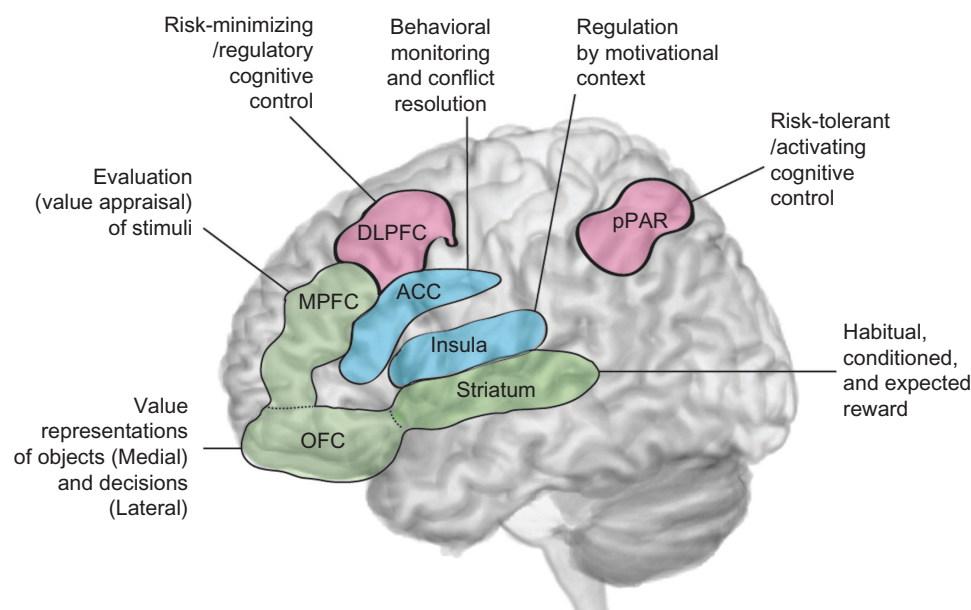 Risk-minimizing
/regulatory
cognitive
control
Behavioral
monitoring
and conflict
resolution
Regulation
by motivational
context
Risk-tolerant
/activating
cognitive
control
Evaluation
(value appraisal)
of stimuli
DLPFC
pPAR
MPFC
ACC
Insula
Striatum
OFC
Habitual,
conditioned,
and expected
reward
Value
representations
of objects (Medial)
and decisions
(Lateral)